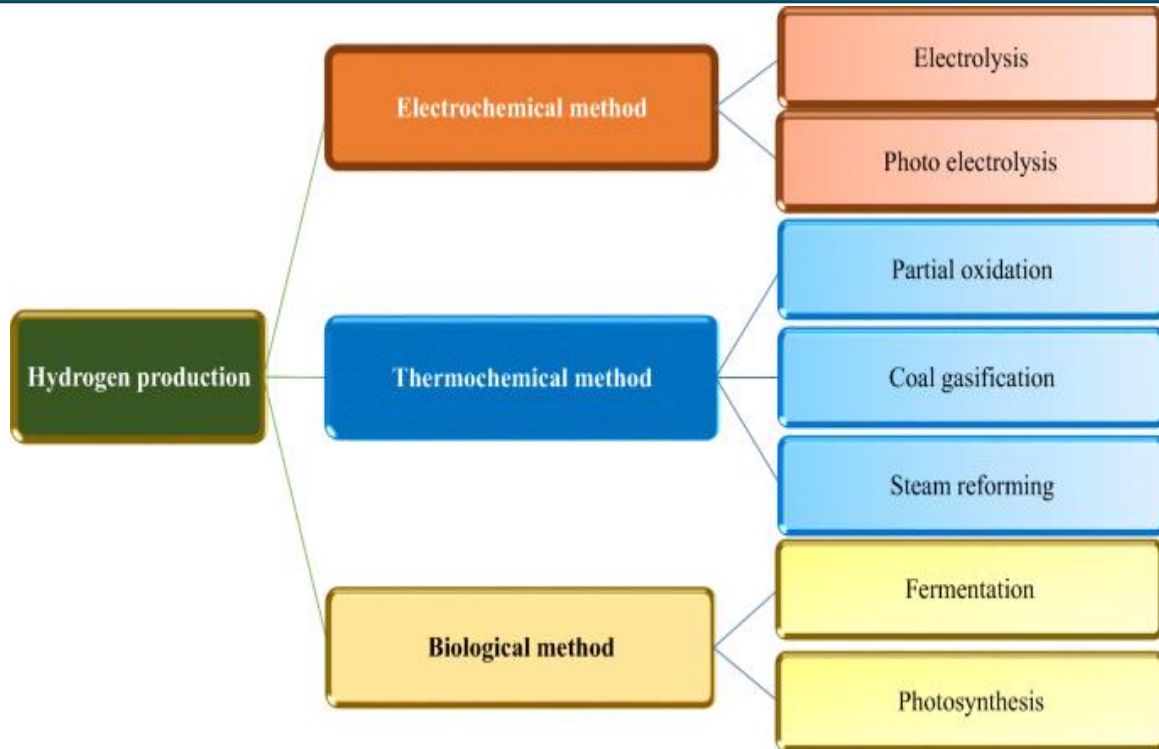 Hydrogen production
Electrochemical method
Electrolysis
Photo electrolysis
Thermochemical method
Partial oxidation
Coal gasification
Steam reforming
Biological method
Fermentation
Photosynthesis